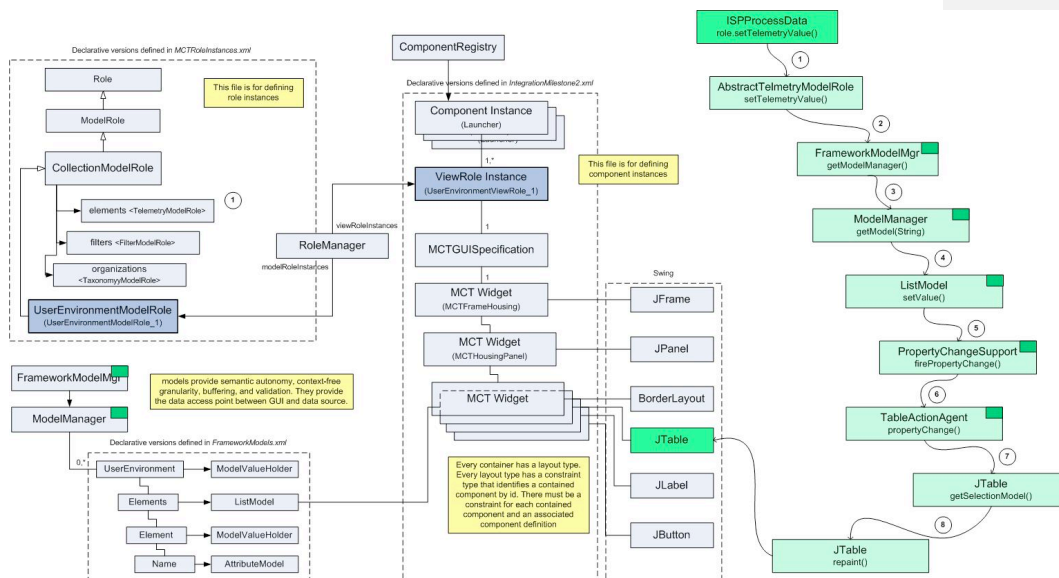 Declarative versions defined in MCTRoleInstances.xml
Role
ModelRole
CollectionModelRole
elements <TelemetryModelRole>
filters <FilterModelRole>
organizations
<TaxonomyyModelRole>
UserEnvironmentModelRole
(UserEnvironmentModelRole_1)
This file is for defining
role instances
1
viewRoleInstances
RoleManager
modelRoleInstances
ComponentRegistry
Declarative versions defined in IntegrationMilestone2.xml
Component Instance
(Launcher)
1,*
ViewRole Instance
(UserEnvironmentViewRole_1)
1
MCTGUISpecification
1
MCT Widget
(MCTFrameHousing)
MCT Widget
(MCTHousingPanel)
MCT Widget
This file is for defining
component instances
Every container has a layout type.
Every layout type has a constraint
type that identifies a contained
component by id. There must be a
constraint for each contained
component and an associated
component definition
Swing
JFrame
JPanel
BorderLayout
JTable
JLabel
JButton
FrameworkModelMgr
ModelManager
models provide semantic autonomy, context-free
granularity, buffering, and validation. They provide
the data access point between GUI and data source.
Declarative versions defined in FrameworkModels.xml
0,*
UserEnvironment
ModelValueHolder
Elements
ListModel
Element
ModelValueHolder
Name
AttributeModel
ISPProcessData
role.setTelemetryValue()
1
AbstractTelmetryModelRole
setTelemetryValue()
2
FrameworkModelMgr
getModelManager()
3
ModelManager
getModel(String)
4
ListModel
setValue()
5
PropertyChangeSupport
firePropertyChange()
6
TableActionAgent
propertyChange()
7
JTable
getSelectionModel()
8
JTable
repaint()